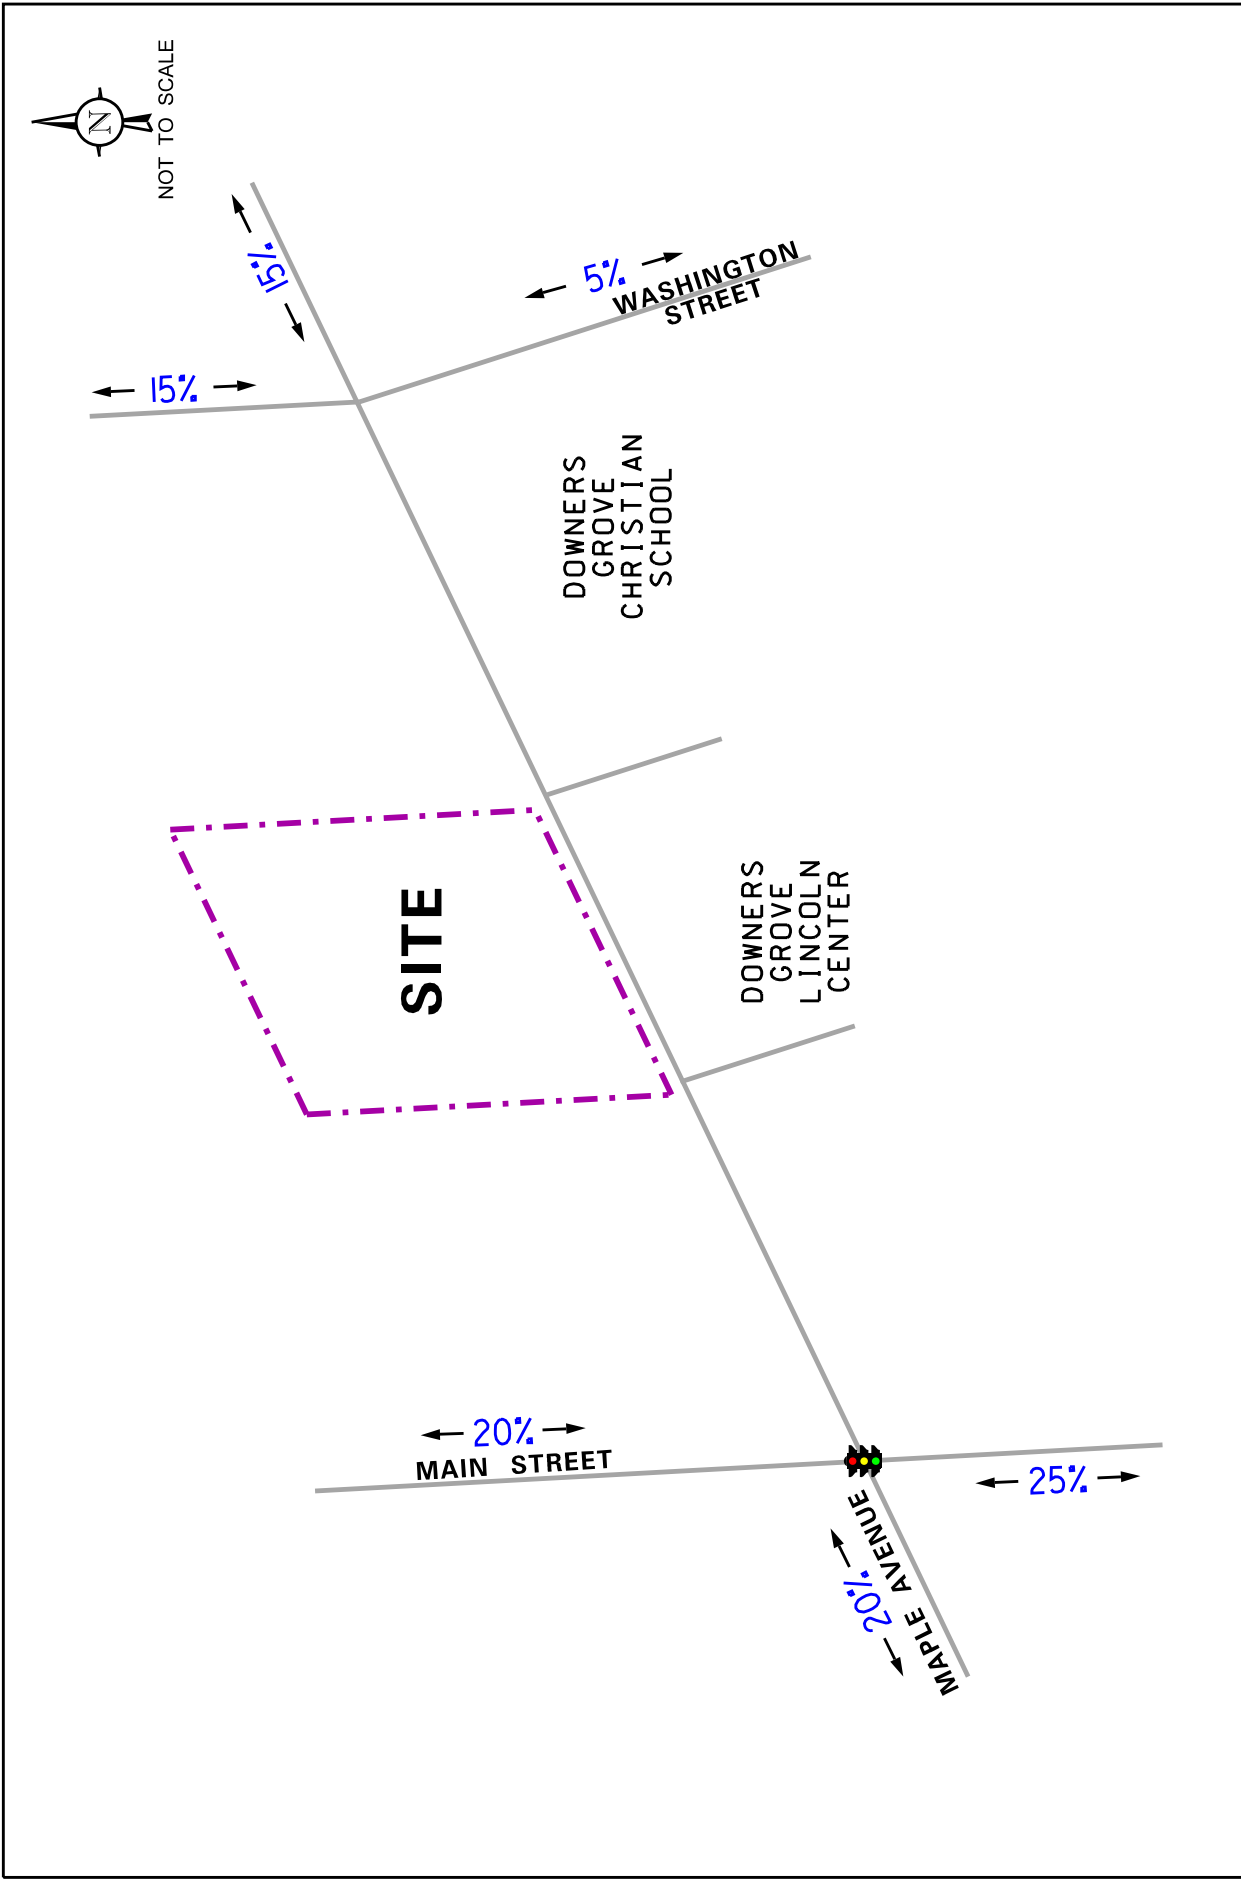 N
NOT TO SCALE
15%
5%
WASHINGTON
STREET
15%
DOWNERS
GROVE
CHRISTIAN
SCHOOL
SITE
DOWNERS
GROVE
LINCOLN
CENTER
20%
MAIN STREET
25%
20%
MAPLE AVENUE